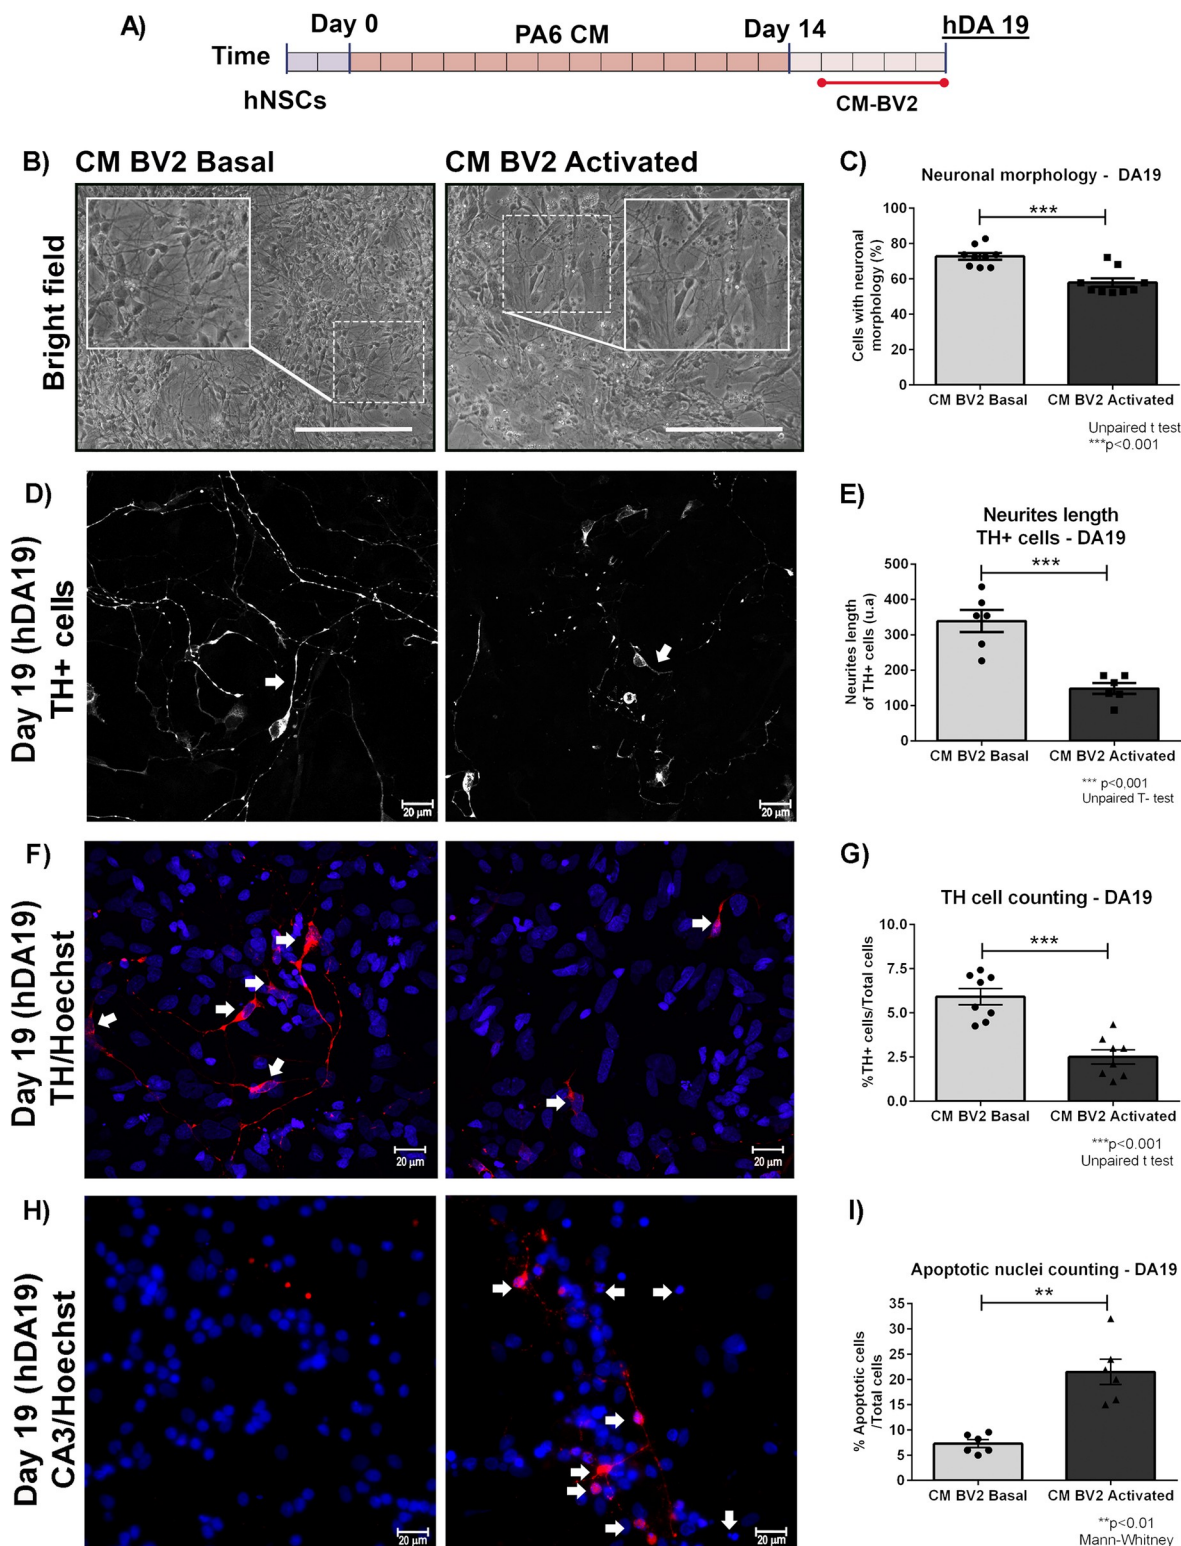 A)
Day 0
PA6 CM
Day 14
hDA 19
Time
hNSCs
CM-BV2
B)
CM BV2 Basal
CM BV2 Activated
Bright field
C)
Neuronal morphology - DA19
***
Cells with neuronal
morphology (%)
100
80
60
40
20
0
CM BV2 Basal
CM BV2 Activated
Unpaired t test
***p<0.001
D)
Day 19 (hDA19)
TH+ cells
20 µm
20 µm
E)
Neurites length
TH+ cells - DA19
***
Neurites length
of TH+ cells (u.a)
500
400
300
200
100
0
CM BV2 Basal
CM BV2 Activated
*** p<0,001
Unpaired T- test
F)
Day 19 (hDA19)
TH/Hoechst
20 µm
20 µm
G)
TH cell counting - DA19
***
%TH+ cells/Total cells
10.0
7.5
5.0
2.5
0.0
CM BV2 Basal
CM BV2 Activated
***p<0.001
Unpaired t test
H)
Day 19 (hDA19)
CA3/Hoechst
20 µm
20 µm
I)
Apoptotic nuclei counting - DA19
**
% Apoptotic cells
/Total cells
35
30
25
20
15
10
5
0
CM BV2 Basal
CM BV2 Activated
**p<0.01
Mann-Whitney